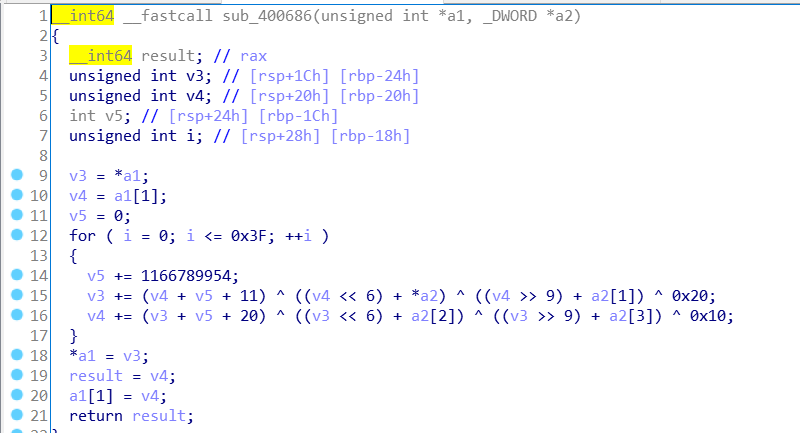 1 __int64 __fastcall sub_400686(unsigned int *a1, _DWORD *a2)
2 {
3   __int64 result; // rax
4   unsigned int v3; // [rsp+1Ch] [rbp-24h]
5   unsigned int v4; // [rsp+20h] [rbp-20h]
6   int v5; // [rsp+24h] [rbp-1Ch]
7   unsigned int i; // [rsp+28h] [rbp-18h]
8
9   v3 = *a1;
10   v4 = a1[1];
11   v5 = 0;
12   for ( i = 0; i <= 0x3F; ++i )
13   {
14     v5 += 1166789954;
15     v3 += (v4 + v5 + 11) ^ ((v4 << 6) + *a2) ^ ((v4 >> 9) + a2[1]) ^ 0x20;
16     v4 += (v3 + v5 + 20) ^ ((v3 << 6) + a2[2]) ^ ((v3 >> 9) + a2[3]) ^ 0x10;
17   }
18   *a1 = v3;
19   result = v4;
20   a1[1] = v4;
21   return result;